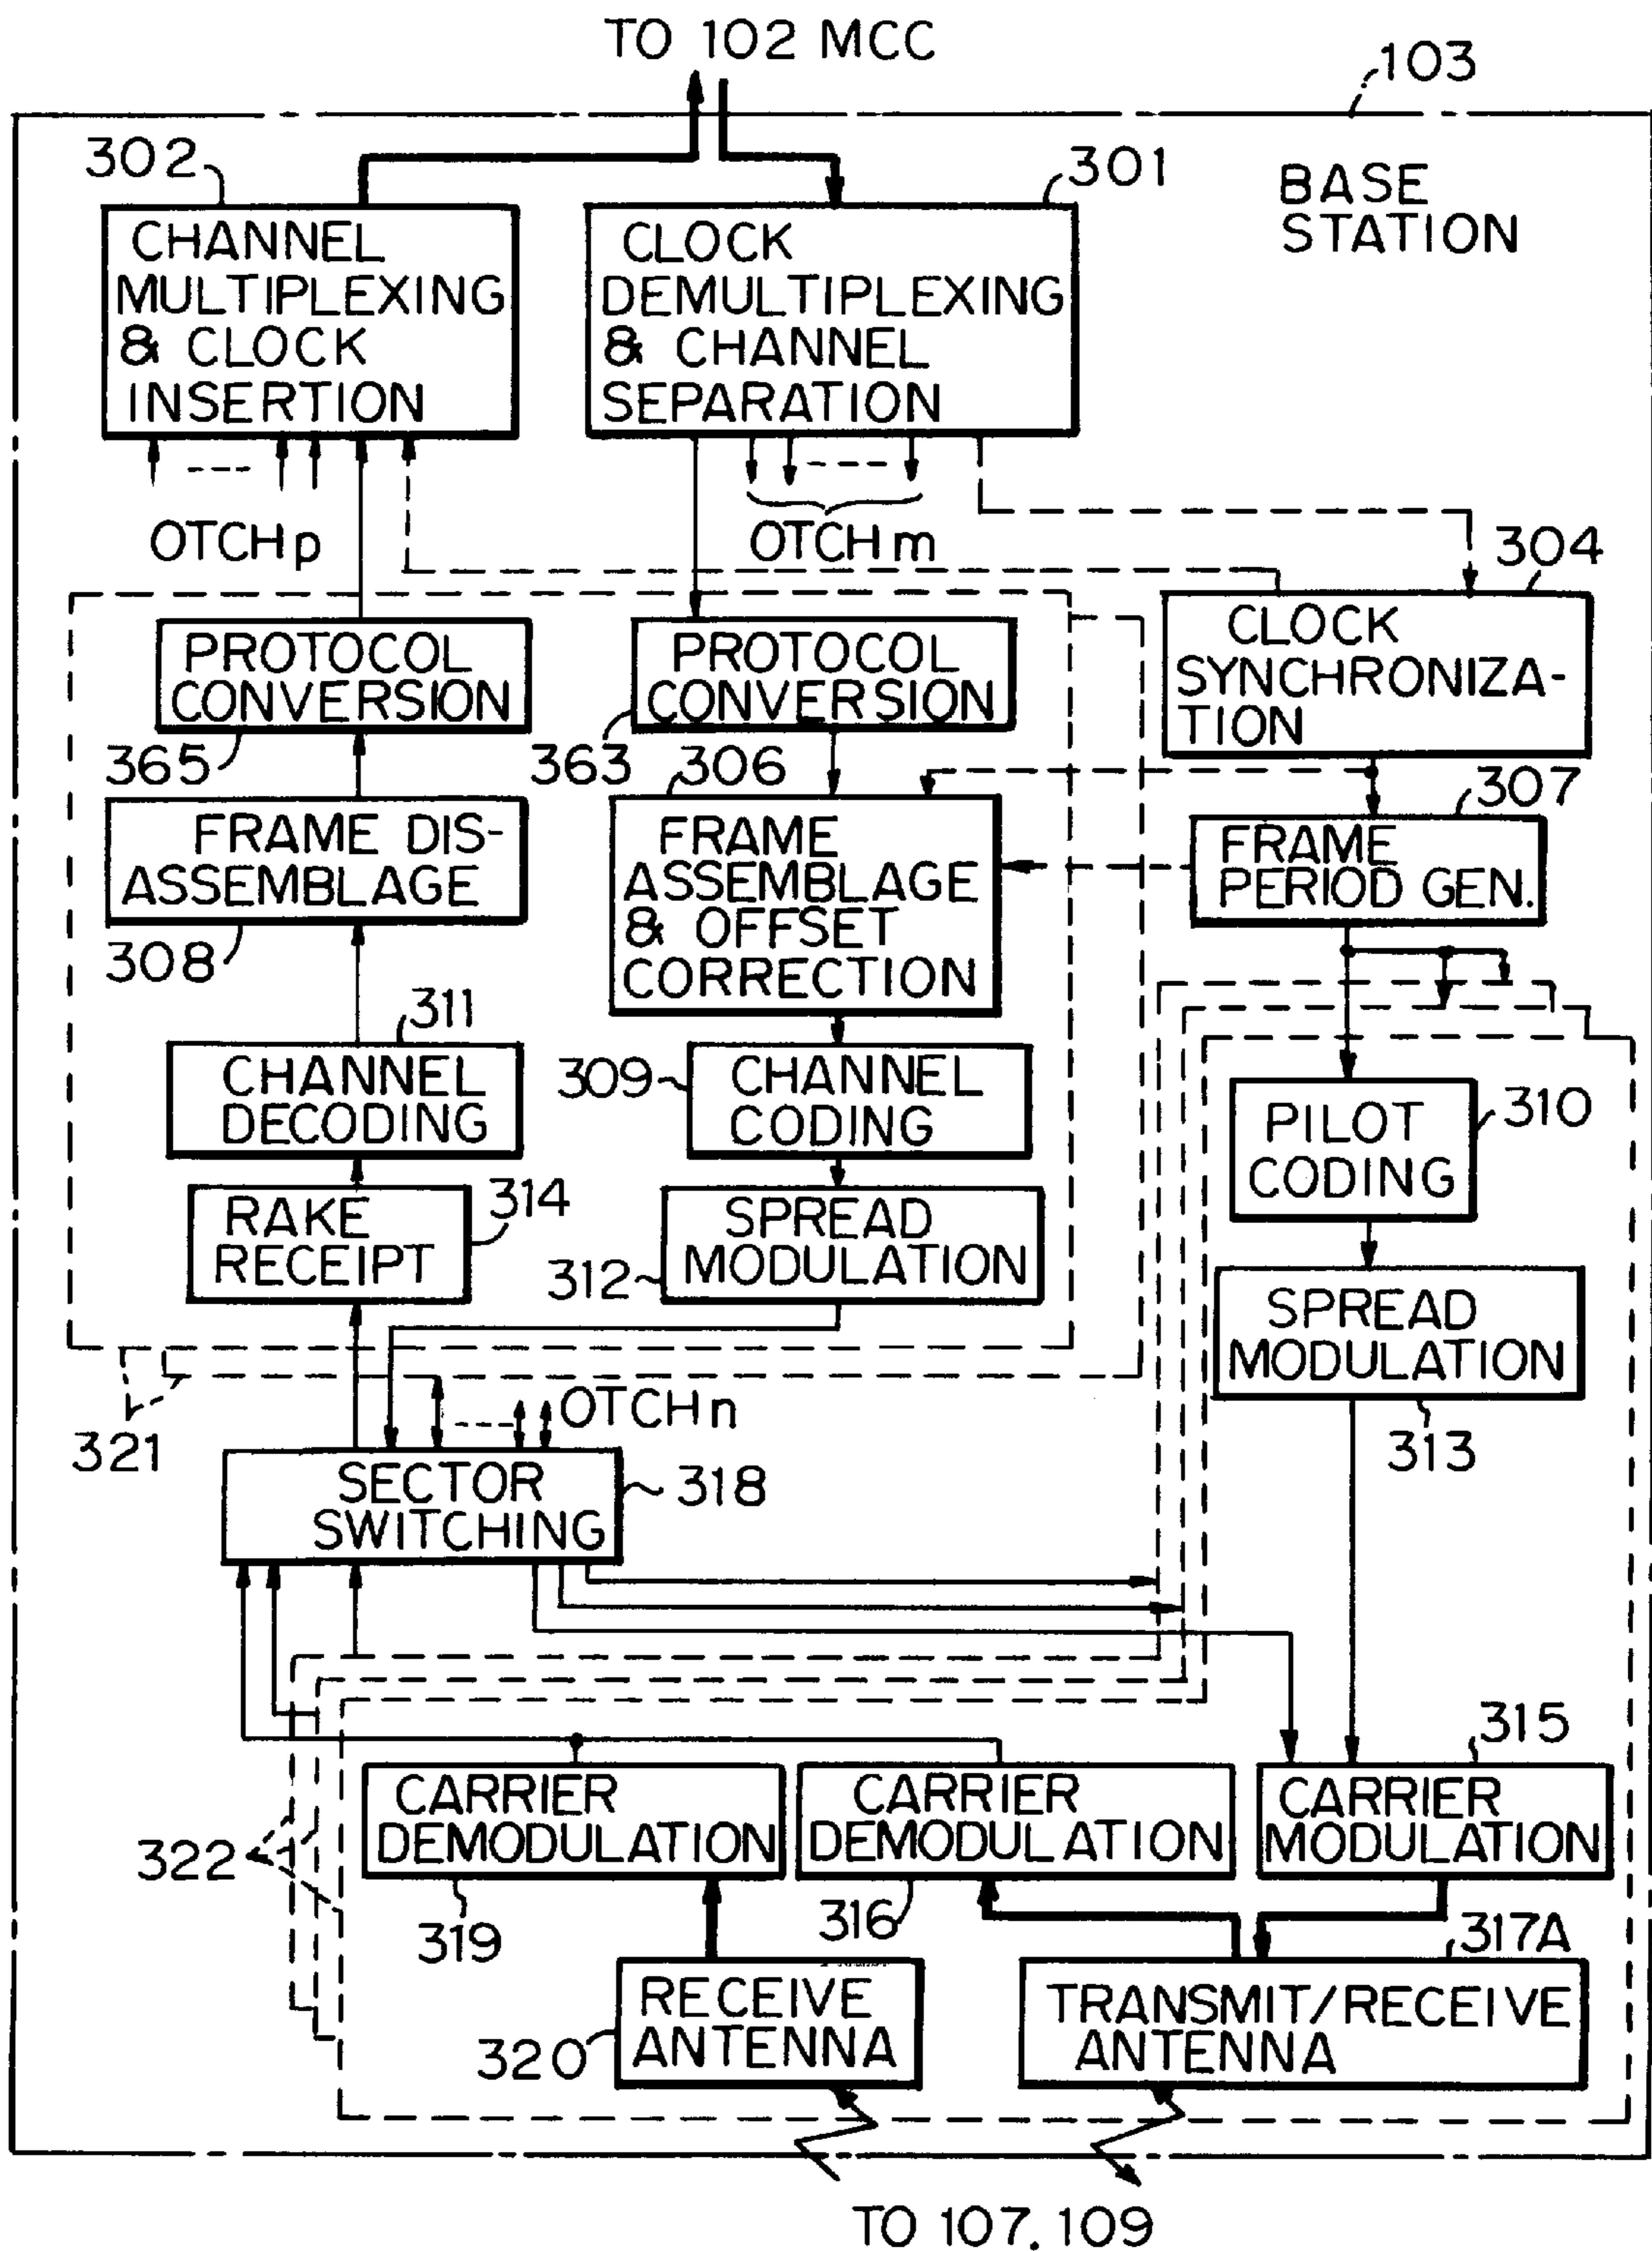 TO 102 MCC
103
302
301
BASE
STATION
CHANNEL
MULTIPLEXING
& CLOCK
INSERTION
CLOCK
DEMULTIPLEXING
& CHANNEL
SEPARATION
OTCHp
OTCHm
304
PROTOCOL
CONVERSION
365
PROTOCOL
CONVERSION
363
CLOCK
SYNCHRONIZA-
TION
306
307
FRAME DIS-
ASSEMBLAGE
308
FRAME
ASSEMBLAGE
& OFFSET
CORRECTION
FRAME
PERIOD GEN.
311
CHANNEL
DECODING
309
CHANNEL
CODING
PILOT
CODING
310
RAKE
RECEIPT
314
SPREAD
MODULATION
312
SPREAD
MODULATION
313
321
OTCHn
SECTOR
SWITCHING
318
315
CARRIER
DEMODULATION
CARRIER
DEMODULATION
CARRIER
MODULATION
322
319
316
317A
RECEIVE
ANTENNA
320
TRANSMIT/RECEIVE
ANTENNA
TO 107. 109